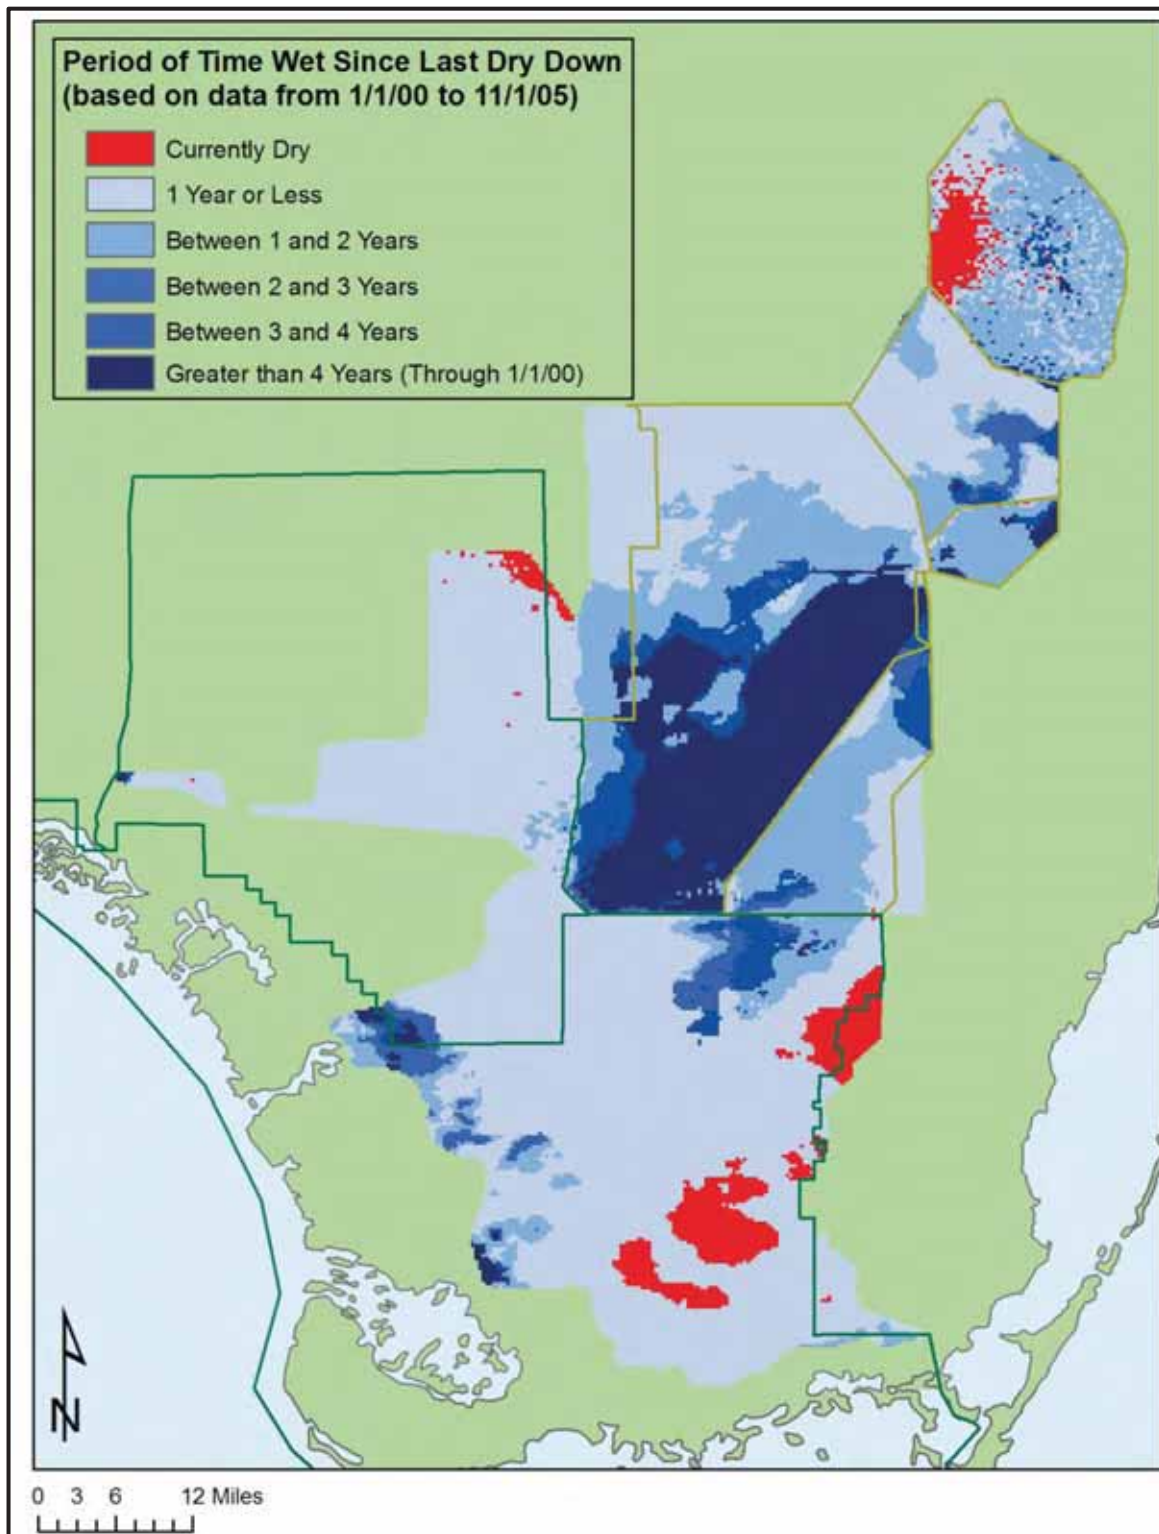 Period of Time Wet Since Last Dry Down
(based on data from 1/1/00 to 11/1/05)
Currently Dry
1 Year or Less
Between 1 and 2 Years
Between 2 and 3 Years
Between 3 and 4 Years
Greater than 4 Years (Through 1/1/00)
N
0 3 6 12 Miles